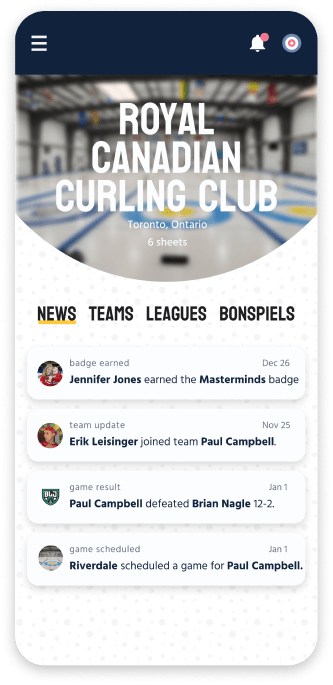 ROYAL
CANADIAN
CURLING CLUB
Toronto, Ontario
6 sheets
NEWS TEAMS LEAGUES BONSPIELS
badge earned Dec 26
Jennifer Jones earned the Masterminds badge
team update Nov 25
Erik Leisinger joined team Paul Campbell.
game result Jan 1
Paul Campbell defeated Brian Nagle 12-2.
game scheduled Jan 1
Riverdale scheduled a game for Paul Campbell.